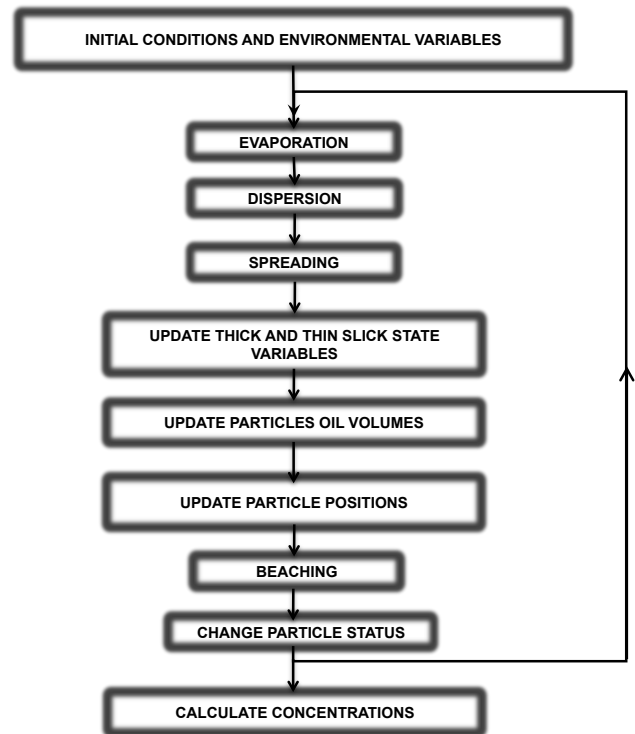 INITIAL CONDITIONS AND ENVIRONMENTAL VARIABLES
EVAPORATION
DISPERSION
SPREADING
UPDATE THICK AND THIN SLICK STATE
VARIABLES
UPDATE PARTICLES OIL VOLUMES
UPDATE PARTICLE POSITIONS
BEACHING
CHANGE PARTICLE STATUS
CALCULATE CONCENTRATIONS